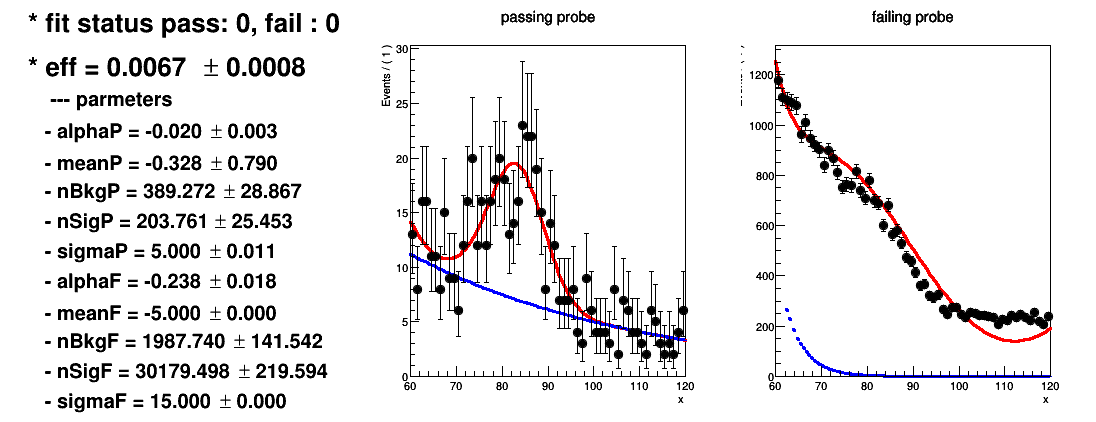 * fit status pass: 0, fail : 0
* eff = 0.0067 ± 0.0008
--- parmeters
- alphaP = -0.020 ± 0.003
- meanP = -0.328 ± 0.790
- nBkgP = 389.272 ± 28.867
- nSigP = 203.761 ± 25.453
- sigmaP = 5.000 ± 0.011
- alphaF = -0.238 ± 0.018
- meanF = -5.000 ± 0.000
- nBkgF = 1987.740 ± 141.542
- nSigF = 30179.498 ± 219.594
- sigmaF = 15.000 ± 0.000
passing probe
Events / ( 1 )
30
25
20
15
10
5
0
60 70 80 90 100 110 120
x
failing probe
1200
1000
800
600
400
200
0
60 70 80 90 100 110 120
x